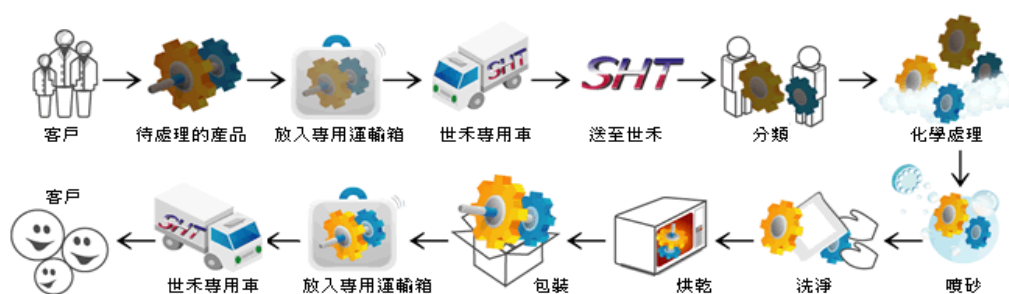 SHT
SHT
客戶
待處理的產品
放入專用運輸箱
世禾專用車
送至世禾
分類
化學處理
客戶
SHT
世禾專用車
放入專用運輸箱
包裝
烘乾
洗淨
噴砂